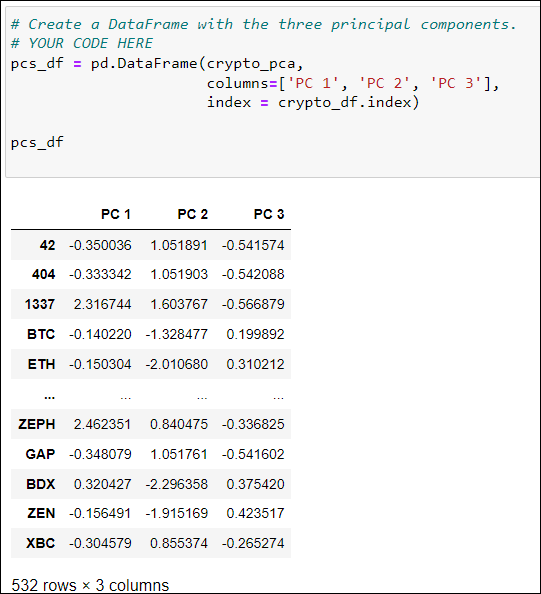 # Create a DataFrame with the three principal components.
# YOUR CODE HERE
pcs_df = pd.DataFrame(crypto_pca,
columns=['PC 1', 'PC 2', 'PC 3'],
index = crypto_df.index)
pcs_df
PC 1 PC 2 PC 3
42 -0.350036 1.051891 -0.541574
404 -0.333342 1.051903 -0.542088
1337 2.316744 1.603767 -0.566879
BTC -0.140220 -1.328477 0.199892
ETH -0.150304 -2.010680 0.310212
... ... ... ...
ZEPH 2.462351 0.840475 -0.336825
GAP -0.348079 1.051761 -0.541602
BDX 0.320427 -2.296358 0.375420
ZEN -0.156491 -1.915169 0.423517
XBC -0.304579 0.855374 -0.265274
532 rows × 3 columns